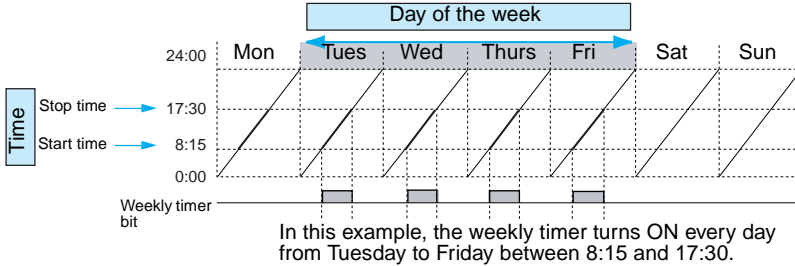 Day of the week
24:00 Mon Tues Wed Thurs Fri Sat Sun
Time
Stop time 17:30
Start time 8:15
0:00
Weekly timer
bit
In this example, the weekly timer turns ON every day
from Tuesday to Friday between 8:15 and 17:30.